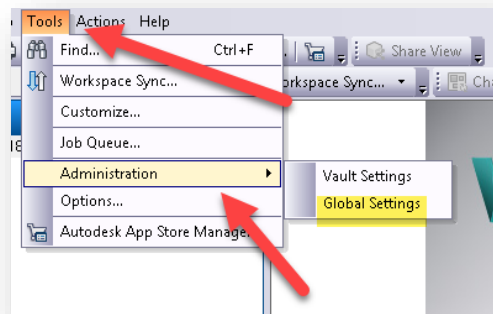 Tools Actions Help
Find... Ctrl+F
Share View
Workspace Sync...
Workspace Sync...
Customize...
Job Queue...
Administration
Vault Settings
Options...
Global Settings
Autodesk App Store Manager